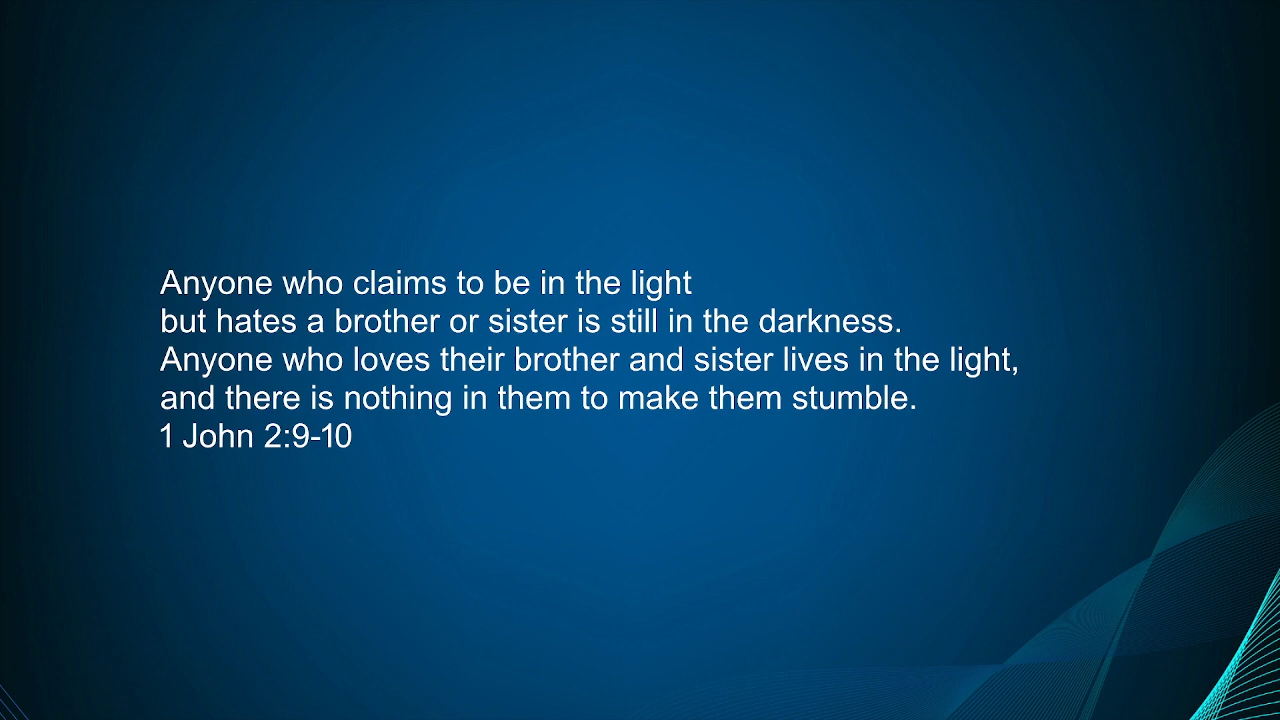 Anyone who claims to be in the light
but hates a brother or sister is still in the darkness.
Anyone who loves their brother and sister lives in the light,
and there is nothing in them to make them stumble.
1 John 2:9-10